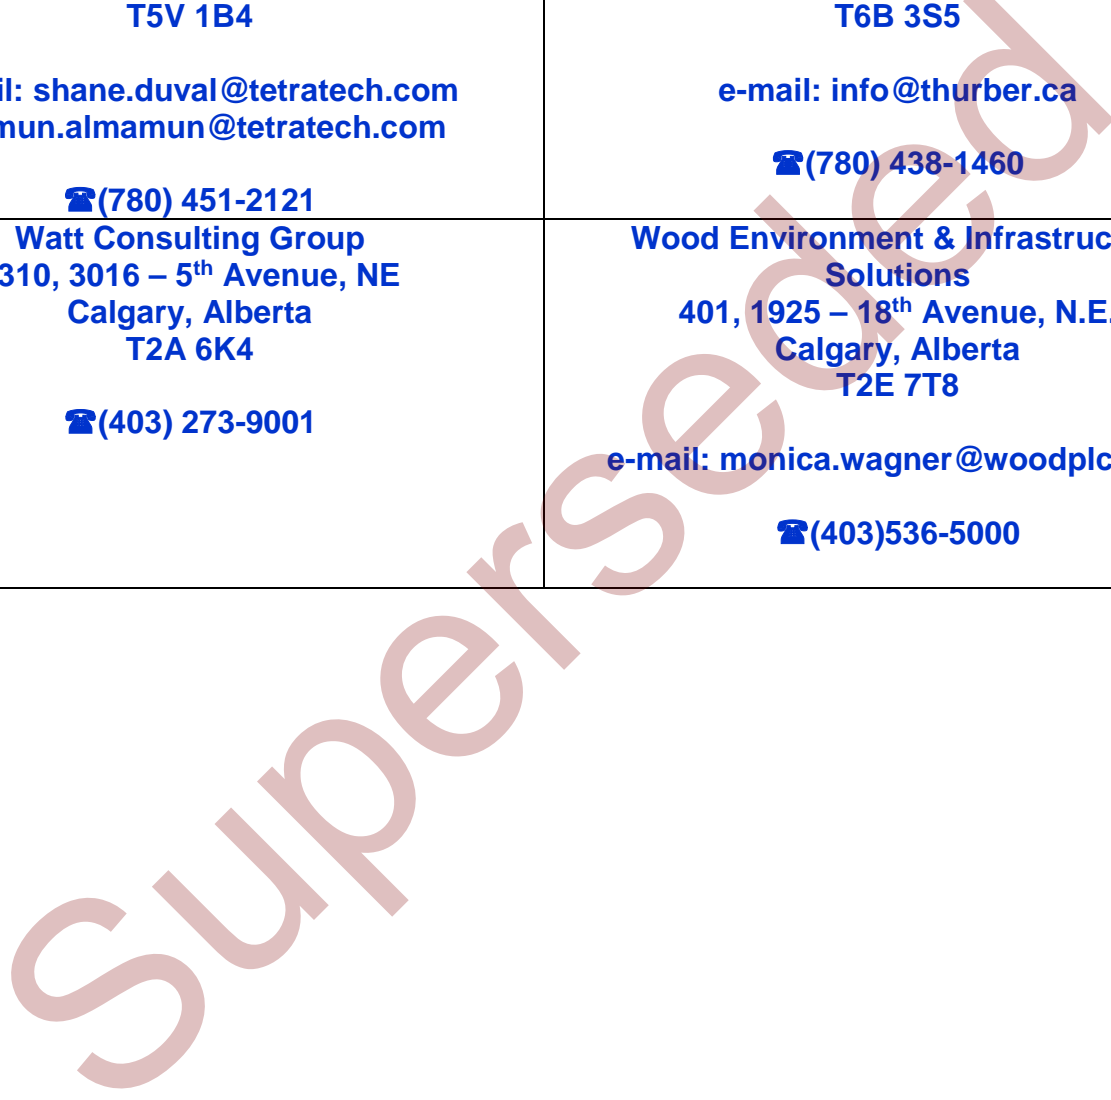 T5V 1B4
il: shane.duval@tetratech.com
mun.almamun@tetratech.com
☎(780) 451-2121
T6B 3S5
e-mail: info@thurber.ca
☎(780) 438-1460
Watt Consulting Group
310, 3016 – 5th Avenue, NE
Calgary, Alberta
T2A 6K4
☎(403) 273-9001
Wood Environment & Infrastruc
Solutions
401, 1925 – 18th Avenue, N.E.
Calgary, Alberta
T2E 7T8
e-mail: monica.wagner@woodplc
☎(403)536-5000
Superseded